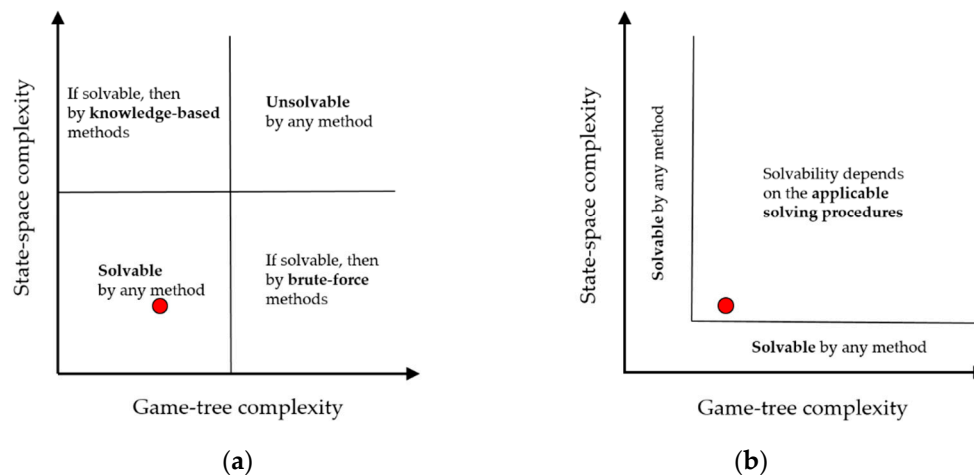 State-space complexity
If solvable, then
by knowledge-based
methods
Unsolvable
by any method
Solvable
by any method
If solvable, then
by brute-force
methods
Game-tree complexity
(a)
State-space complexity
Solvable by any method
Solvability depends
on the applicable
solving procedures
Solvable by any method
Game-tree complexity
(b)